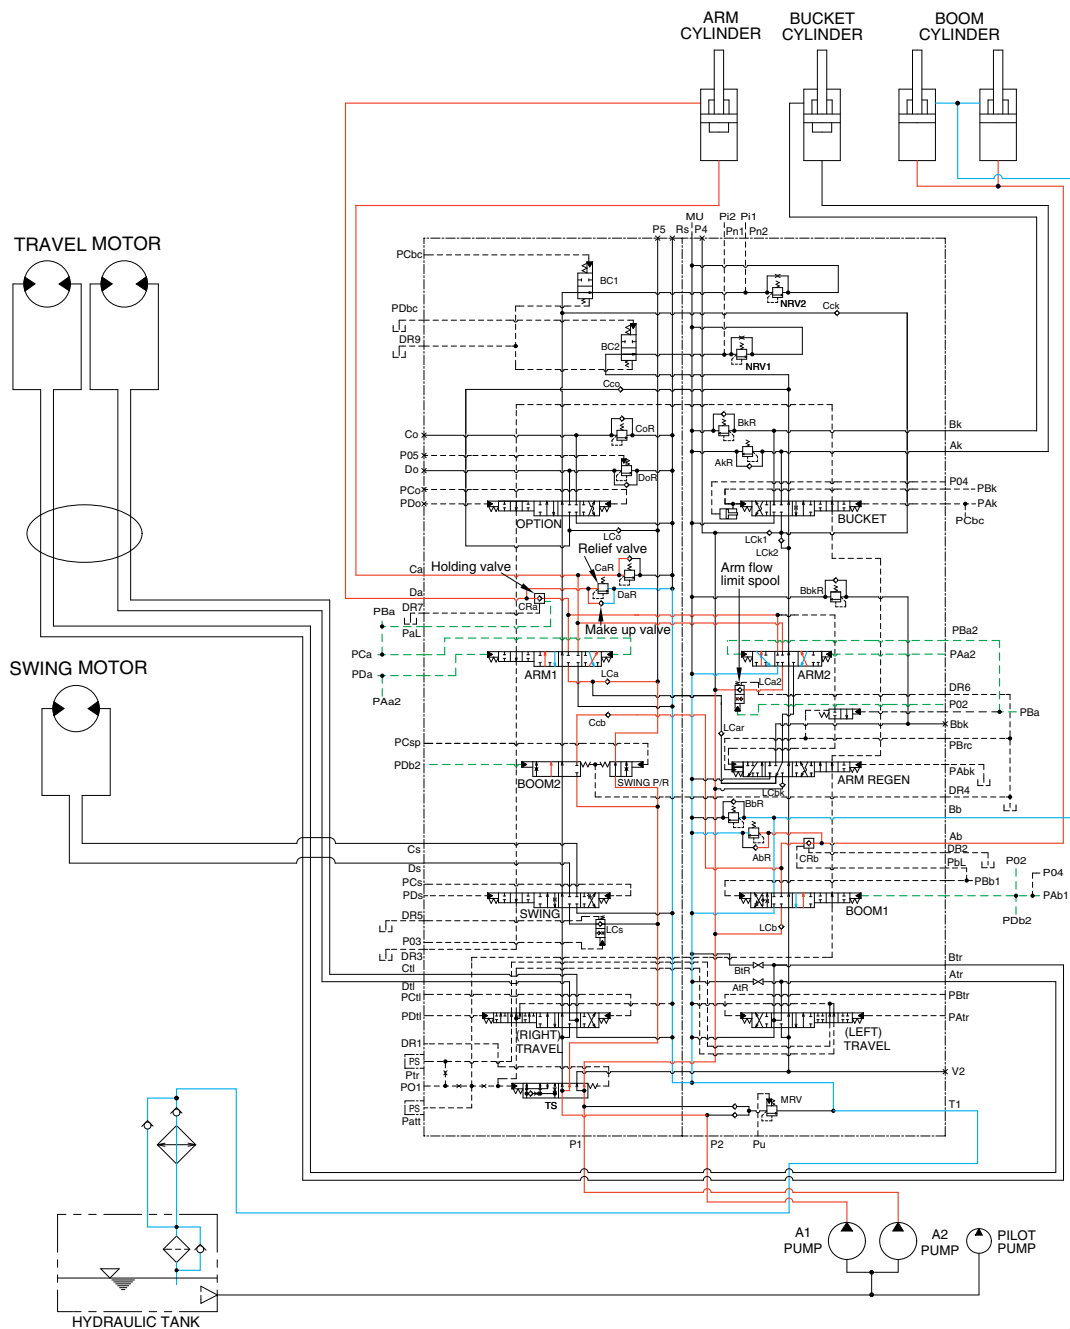 ARM
CYLINDER
BUCKET
CYLINDER
BOOM
CYLINDER
TRAVEL MOTOR
MU
Pi2 Pi1
P5
Rs P4
Pn1
Pn2
PCbc
BC1
NRV2
Cck
PDbc
DR9
BC2
NRV1
Cco
Co
CoR
BkR
Bk
Ak
P05
Do
DoR
AkR
P04
PBk
PCo
PDo
OPTION
BUCKET
PAk
PCbc
LCo
LCk1
LCk2
Relief valve
Holding valve
Arm flow
limit spool
Ca
CaR
Da
DaR
CRa
BbkR
PBa
DR7
PaL
Make up valve
PBa2
PCa
PAa2
PDa
ARM1
LCa
LCa2
ARM2
PAa2
DR6
P02
PBa
Ccb
LCar
Bbk
SWING MOTOR
PCsp
PBrc
PDb2
PAbk
BOOM2
SWING P/R
ARM REGEN
LCbk
DR4
BbR
Bb
AbR
CRb
Ab
Cs
DR2
Ds
PbL
P02
P04
PCs
PBb1
PDs
PAb1
SWING
BOOM1
PDb2
DR5
LCs
LCb
P03
DR3
Ctl
BtR
Btr
Dtl
AtR
Atr
PCtl
PBtr
PDtl
PAtr
(RIGHT)
TRAVEL
(LEFT)
TRAVEL
DR1
PS
Ptr
V2
PO1
TS
MRV
PS
T1
Patt
P1
P2
Pu
A1
PUMP
A2
PUMP
PILOT
PUMP
HYDRAULIC TANK